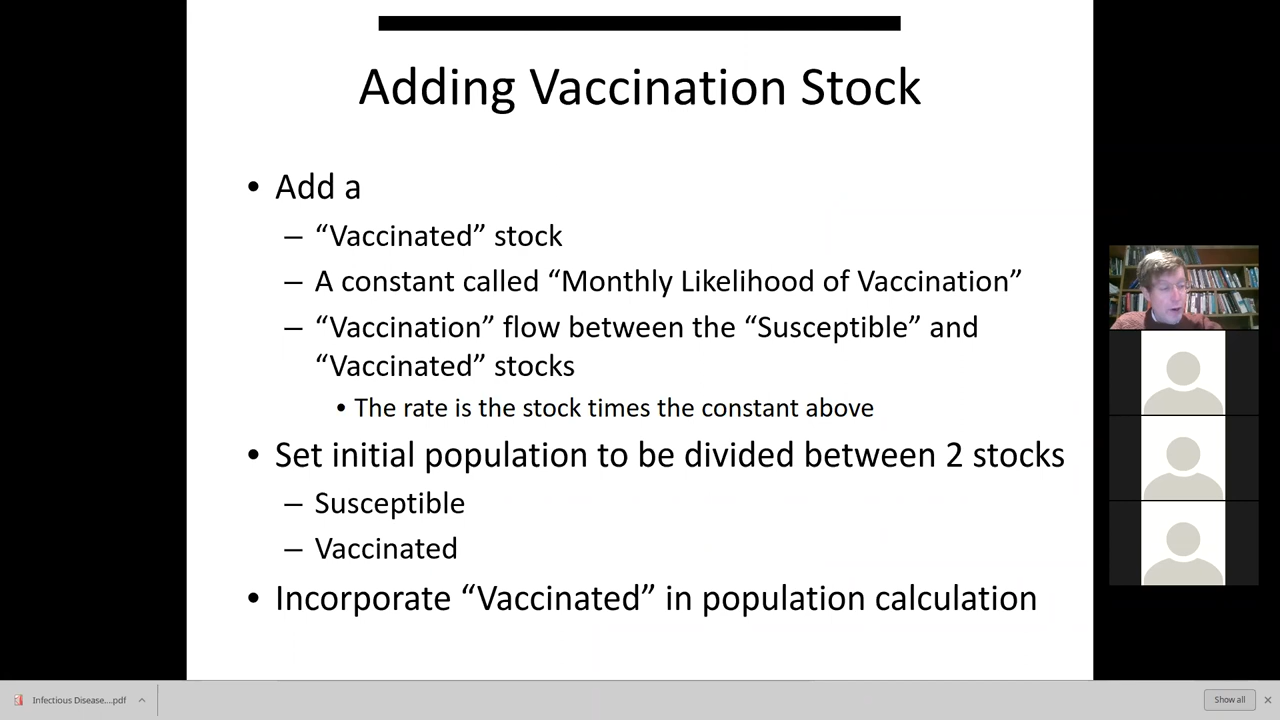 Adding Vaccination Stock
• Add a
– “Vaccinated” stock
– A constant called “Monthly Likelihood of Vaccination”
– “Vaccination” flow between the “Susceptible” and
“Vaccinated” stocks
• The rate is the stock times the constant above
• Set initial population to be divided between 2 stocks
– Susceptible
– Vaccinated
• Incorporate “Vaccinated” in population calculation
Infectious Disease....pdf
Show all